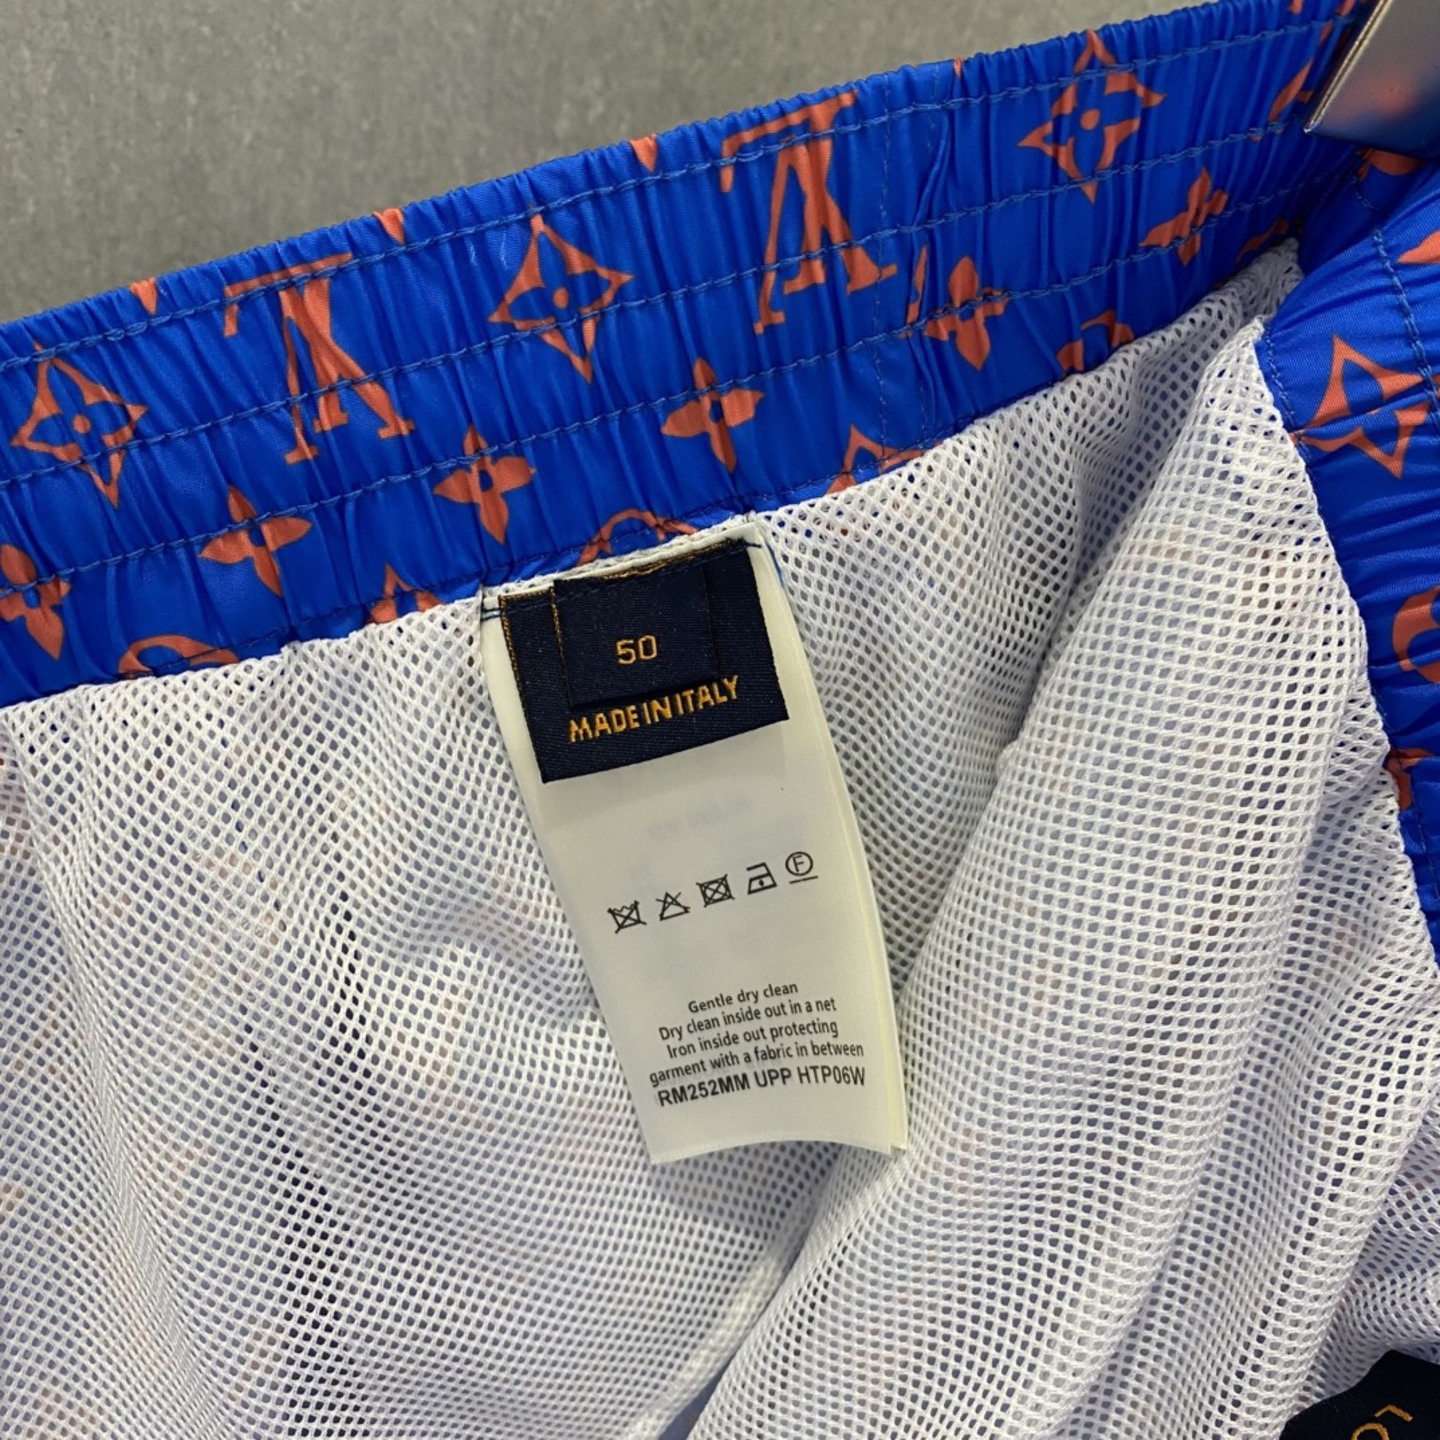 50
MADE IN ITALY
F
Gentle dry clean
Dry clean inside out in a net
Iron inside out protecting
garment with a fabric in between
RM252MM UPP HTP06W